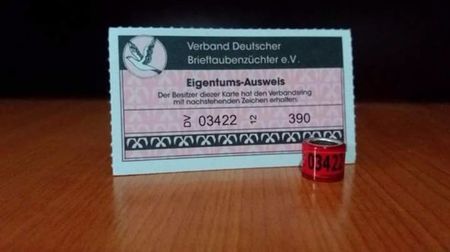 Verband Deutscher
Brieftaubenzüchter e.V.
Eigentums-Ausweis
Der Besitzer dieser Karte hat den Verbandsring
mit nachstehenden Zeichen erhalten:
DV 03422 12 390
03422